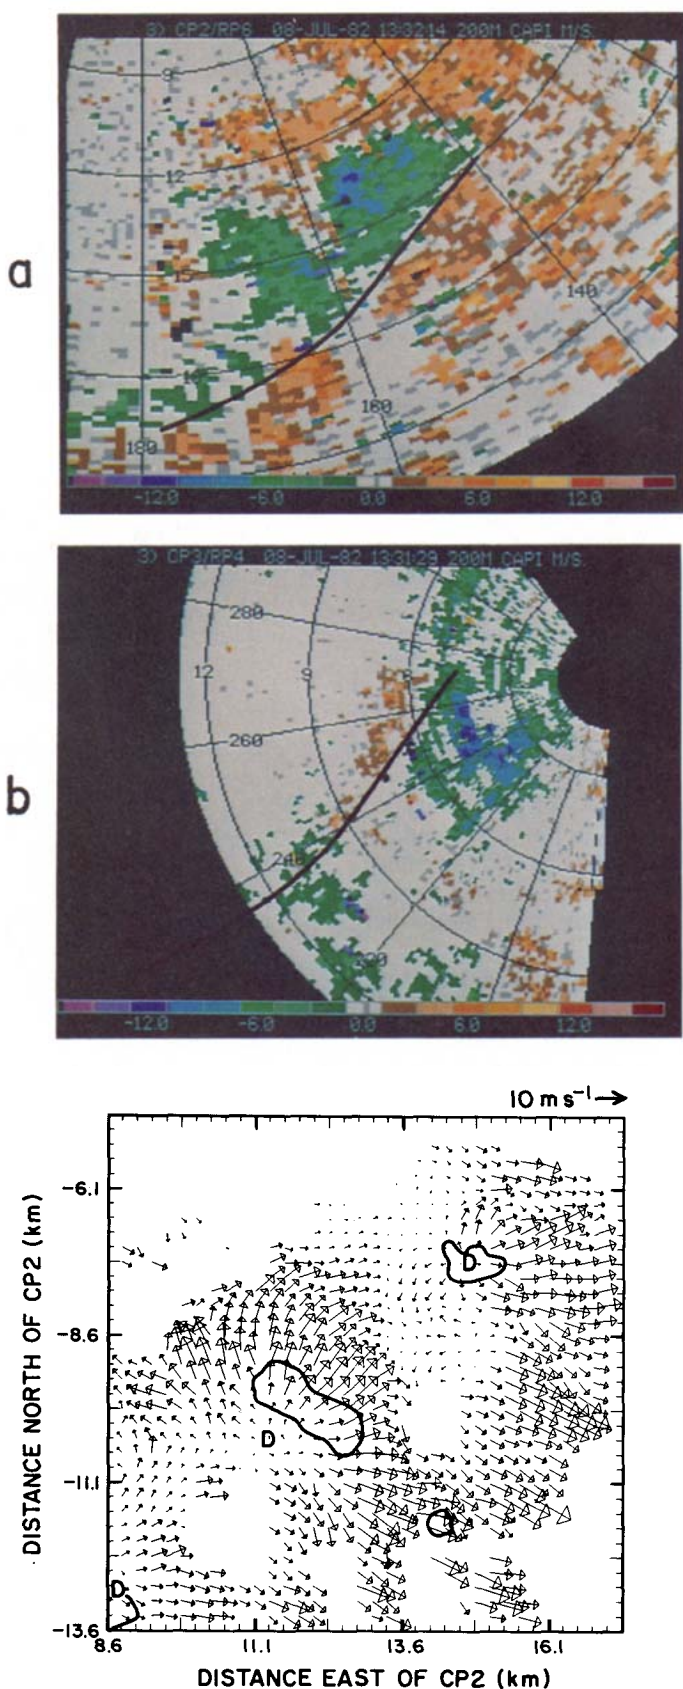 a
3) CP2/RP6 08-JUL-82 13:32:14 200M CAPI M/S.
9
12
15
18
140
160
180
-12.0 -6.0 0.0 6.0 12.0
b
3) CP3/RP4 08-JUL-82 13:31:29 200M CAPI M/S.
280
12 9 6
260
240
220
-12.0 -6.0 0.0 6.0 12.0
10 m s⁻¹
DISTANCE NORTH OF CP2 (km)
-6.1
-8.6
-11.1
-13.6
D
D
D
8.6 11.1 13.6 16.1
DISTANCE EAST OF CP2 (km)